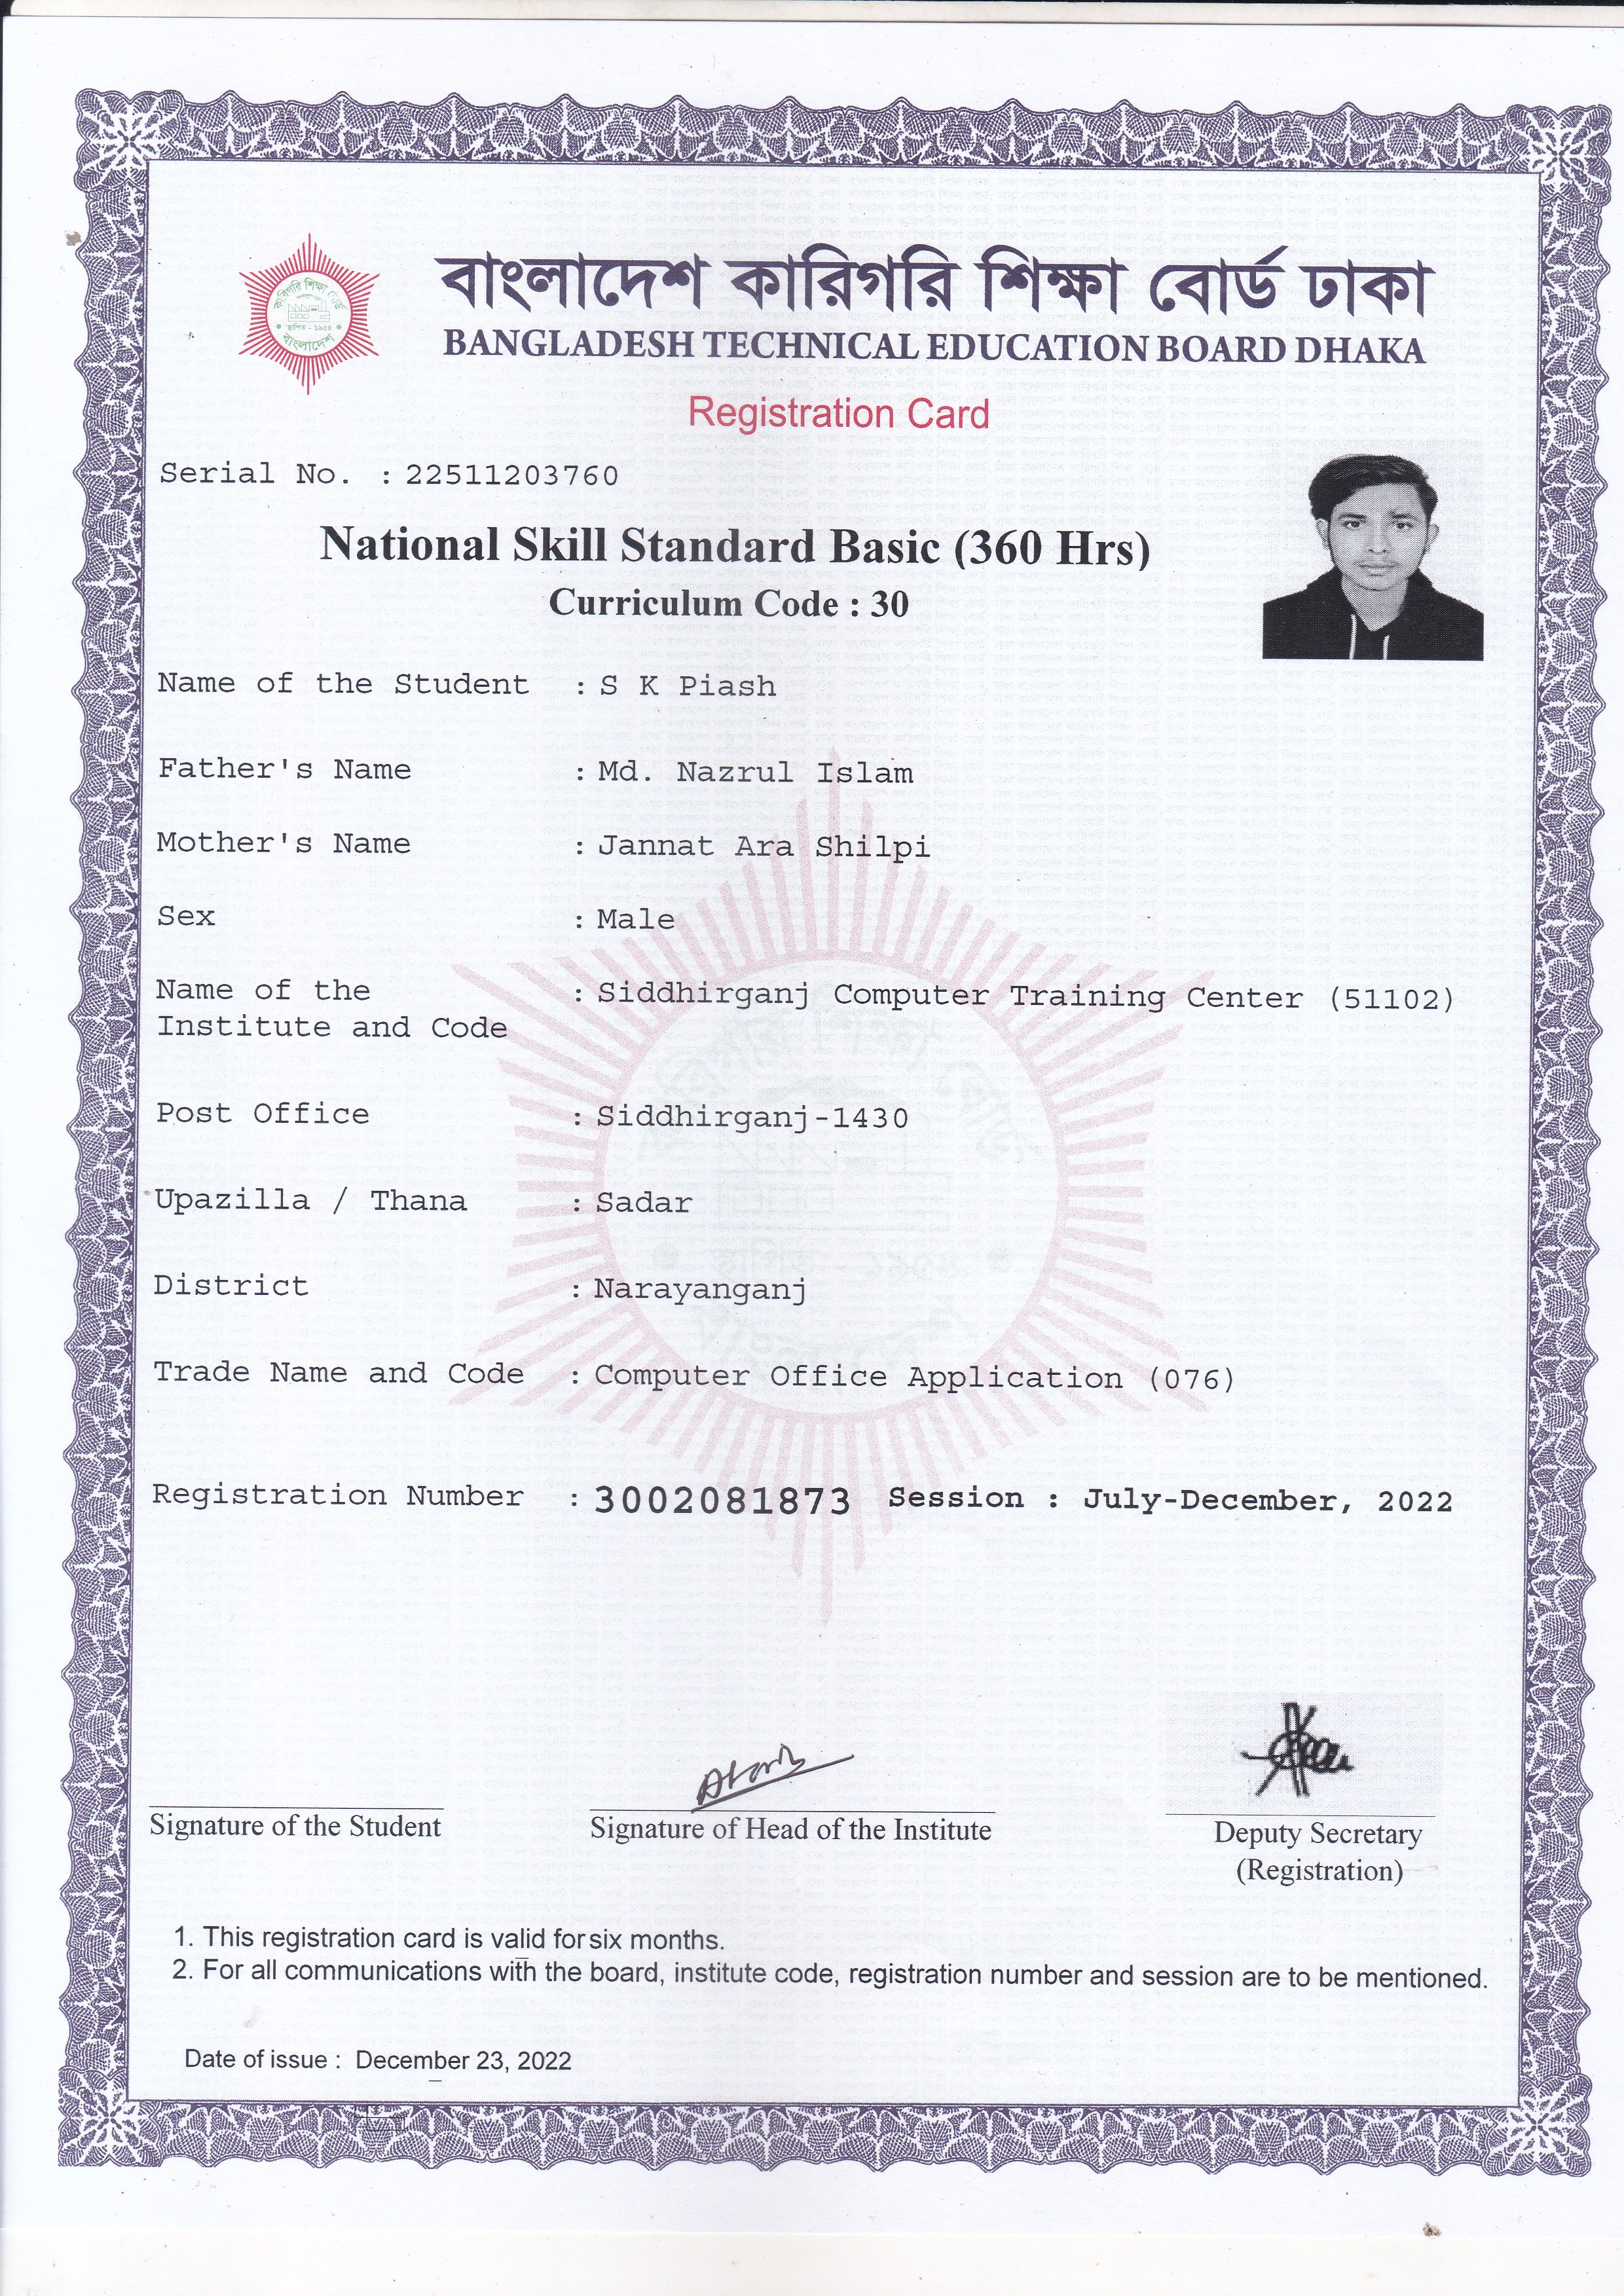 বাংলাদেশ কারিগরি শিক্ষা বোর্ড ঢাকা
কারিগরি শিক্ষা বোর্ড
স্থাপিত - ১৯৫৪
বাংলাদেশ
BANGLADESH TECHNICAL EDUCATION BOARD DHAKA
Registration Card
Serial No. : 22511203760
National Skill Standard Basic (360 Hrs)
Curriculum Code : 30
Name of the Student : S K Piash
Father's Name : Md. Nazrul Islam
Mother's Name : Jannat Ara Shilpi
Sex : Male
Name of the : Siddhirganj Computer Training Center (51102)
Institute and Code
Post Office : Siddhirganj-1430
Upazilla / Thana : Sadar
District : Narayanganj
Trade Name and Code : Computer Office Application (076)
Registration Number : 3002081873 Session : July-December, 2022
Signature of the Student
Signature of Head of the Institute
Deputy Secretary
(Registration)
1. This registration card is valid for six months.
2. For all communications with the board, institute code, registration number and session are to be mentioned.
Date of issue : December 23, 2022